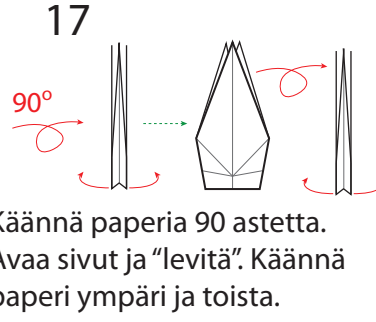 17
90°
Käännä paperia 90 astetta.
Avaa sivut ja “levitä”. Käännä
paperi ympäri ja toista.